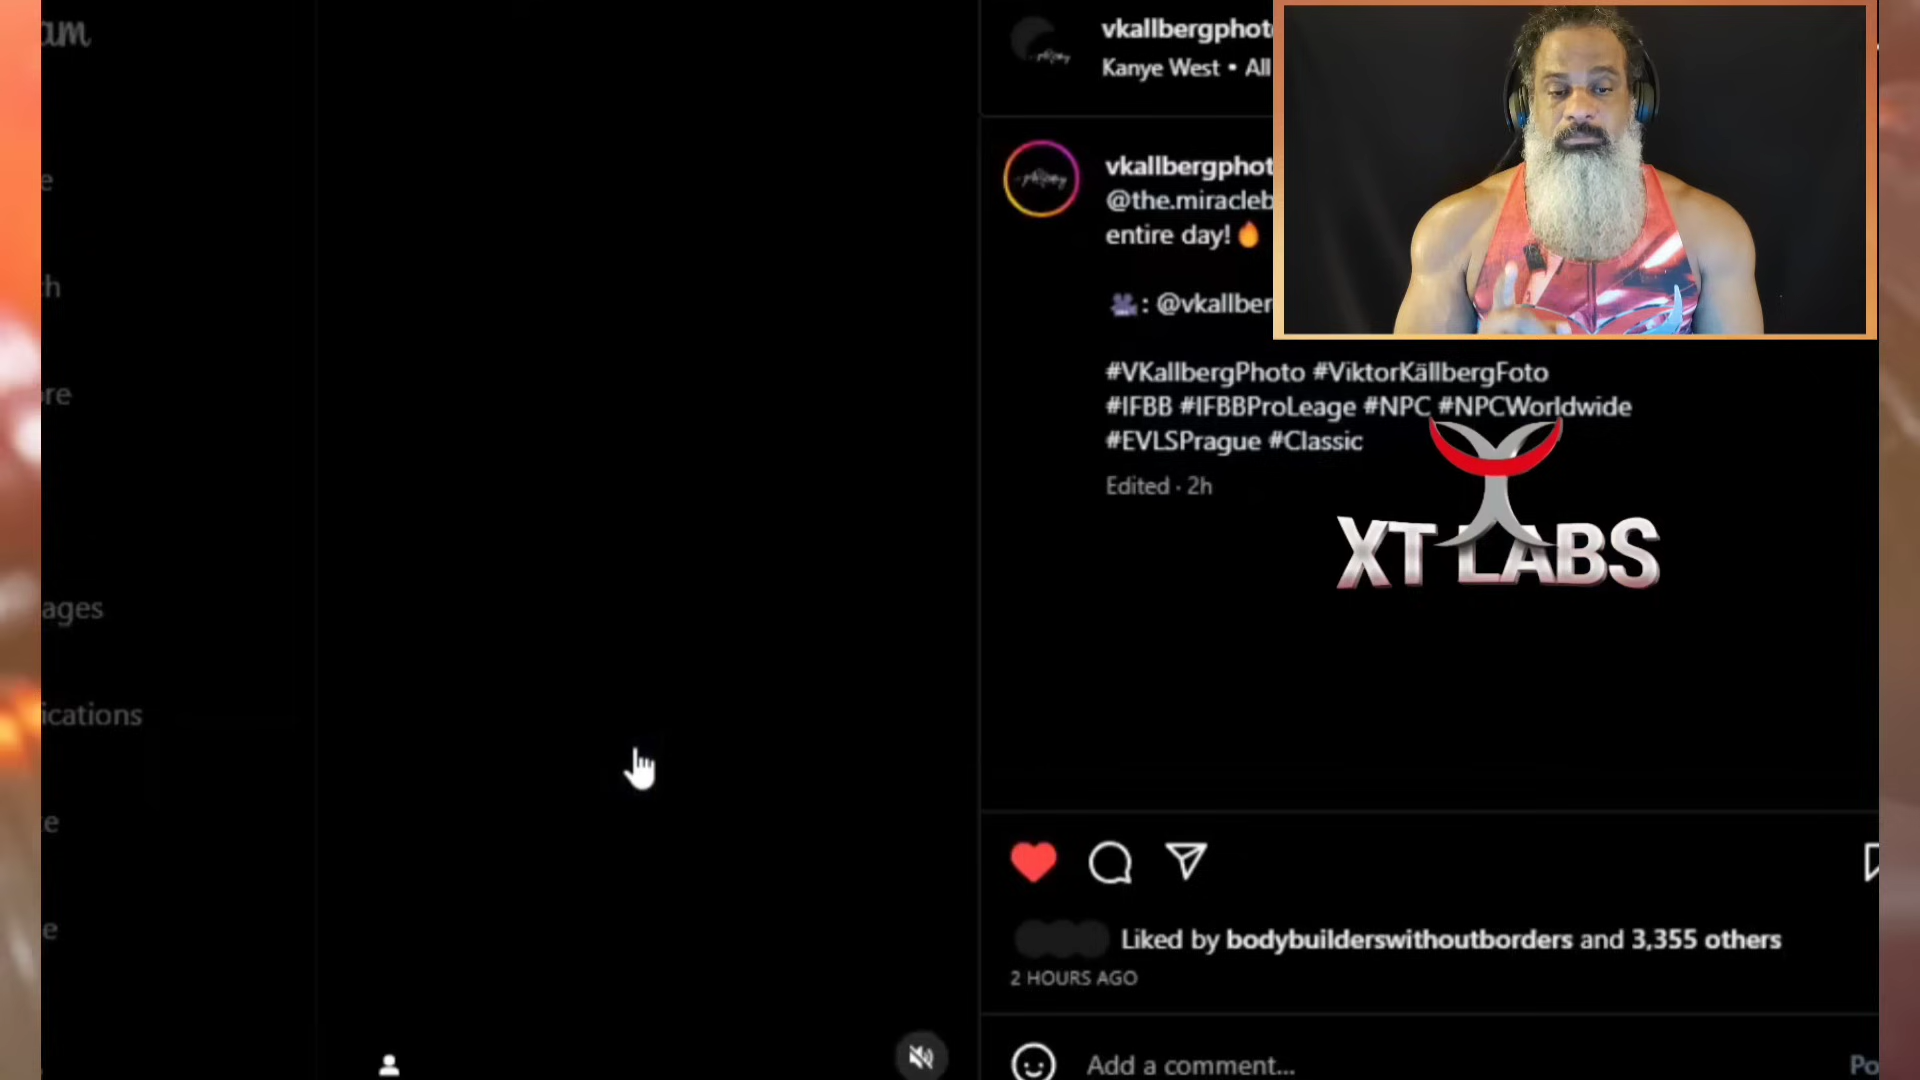 am
vkallbergphot
Kanye West • All
e
vkallbergphot
@the.miracleb
entire day!🔥
h
🎥: @vkallber
re
#VKallbergPhoto #ViktorKällbergFoto
#IFBB #IFBBProLeage #NPC #NPCWorldwide
#EVLSPrague #Classic
Edited · 2h
XT LABS
ages
ications
e
e
Liked by bodybuilderswithoutborders and 3,355 others
2 HOURS AGO
Add a comment...
Po